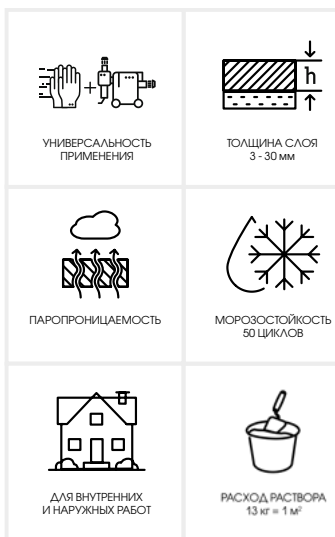 УНИВЕРСАЛЬНОСТЬ
ПРИМЕНЕНИЯ
h
ТОЛЩИНА СЛОЯ
3 - 30 мм
ПАРОПРОНИЦАЕМОСТЬ
МОРОЗОСТОЙКОСТЬ
50 ЦИКЛОВ
ДЛЯ ВНУТРЕННИХ
И НАРУЖНЫХ РАБОТ
РАСХОД РАСТВОРА
13 кг = 1 м²